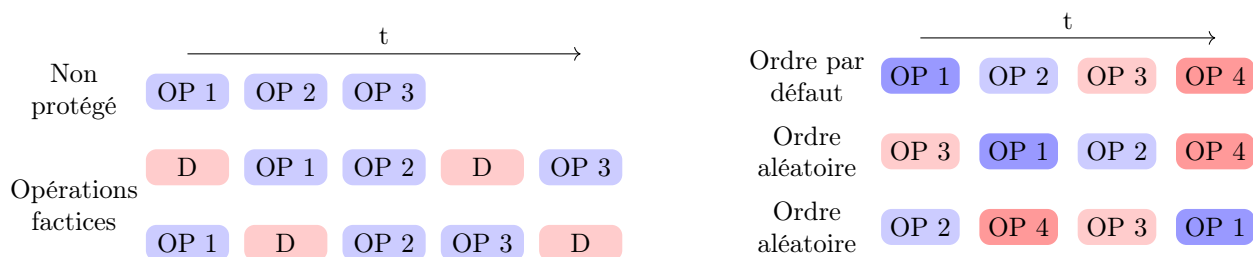 t
Non
protégé
OP 1 OP 2 OP 3
Opérations
factices
D OP 1 OP 2 D OP 3
OP 1 D OP 2 OP 3 D
t
Ordre par
défaut
OP 1 OP 2 OP 3 OP 4
Ordre
aléatoire
OP 3 OP 1 OP 2 OP 4
Ordre
aléatoire
OP 2 OP 4 OP 3 OP 1